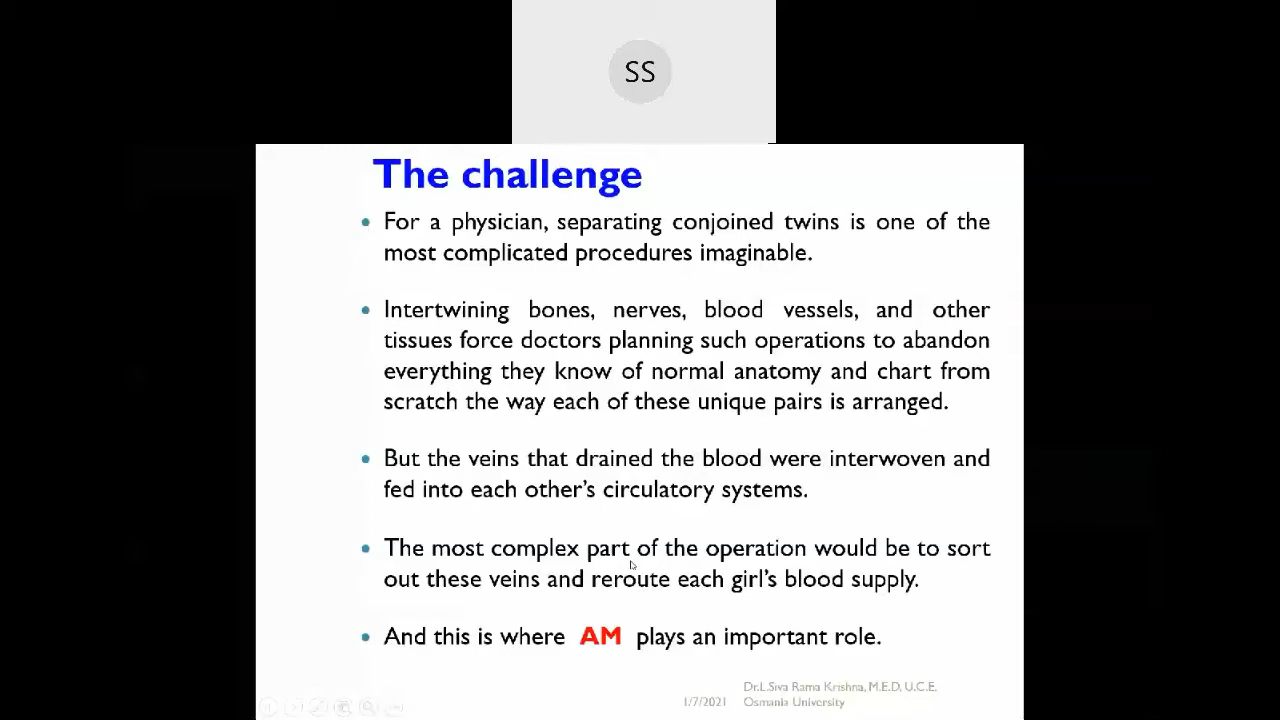 SS
The challenge
• For a physician, separating conjoined twins is one of the
most complicated procedures imaginable.
• Intertwining bones, nerves, blood vessels, and other
tissues force doctors planning such operations to abandon
everything they know of normal anatomy and chart from
scratch the way each of these unique pairs is arranged.
• But the veins that drained the blood were interwoven and
fed into each other's circulatory systems.
• The most complex part of the operation would be to sort
out these veins and reroute each girl's blood supply.
• And this is where AM plays an important role.
Dr.L.Siva Rama Krishna, M.E.D, U.C.E,
1/7/2021 Osmania University